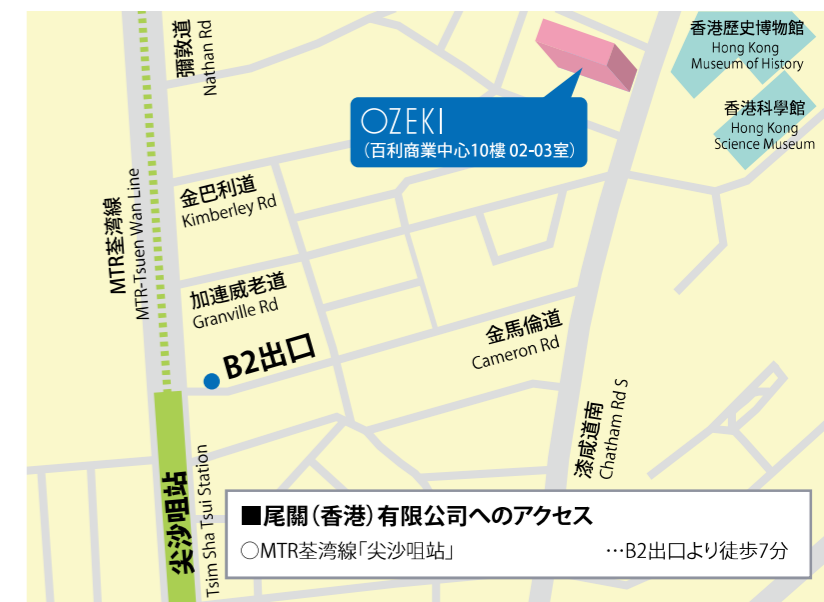 彌敦道
Nathan Rd
香港歴史博物館
Hong Kong
Museum of History
香港科學館
Hong Kong
Science Museum
OZEKI
（百利商業中心10樓 02-03室）
金巴利道
Kimberley Rd
MTR荃湾線
MTR-Tsuen Wan Line
加連威老道
Granville Rd
B2出口
金馬倫道
Cameron Rd
漆咸道南
Chatham Rd S
尖沙咀站
Tsim Sha Tsui Station
■尾關（香港）有限公司へのアクセス
○MTR荃湾線「尖沙咀站」 …B2出口より徒歩7分